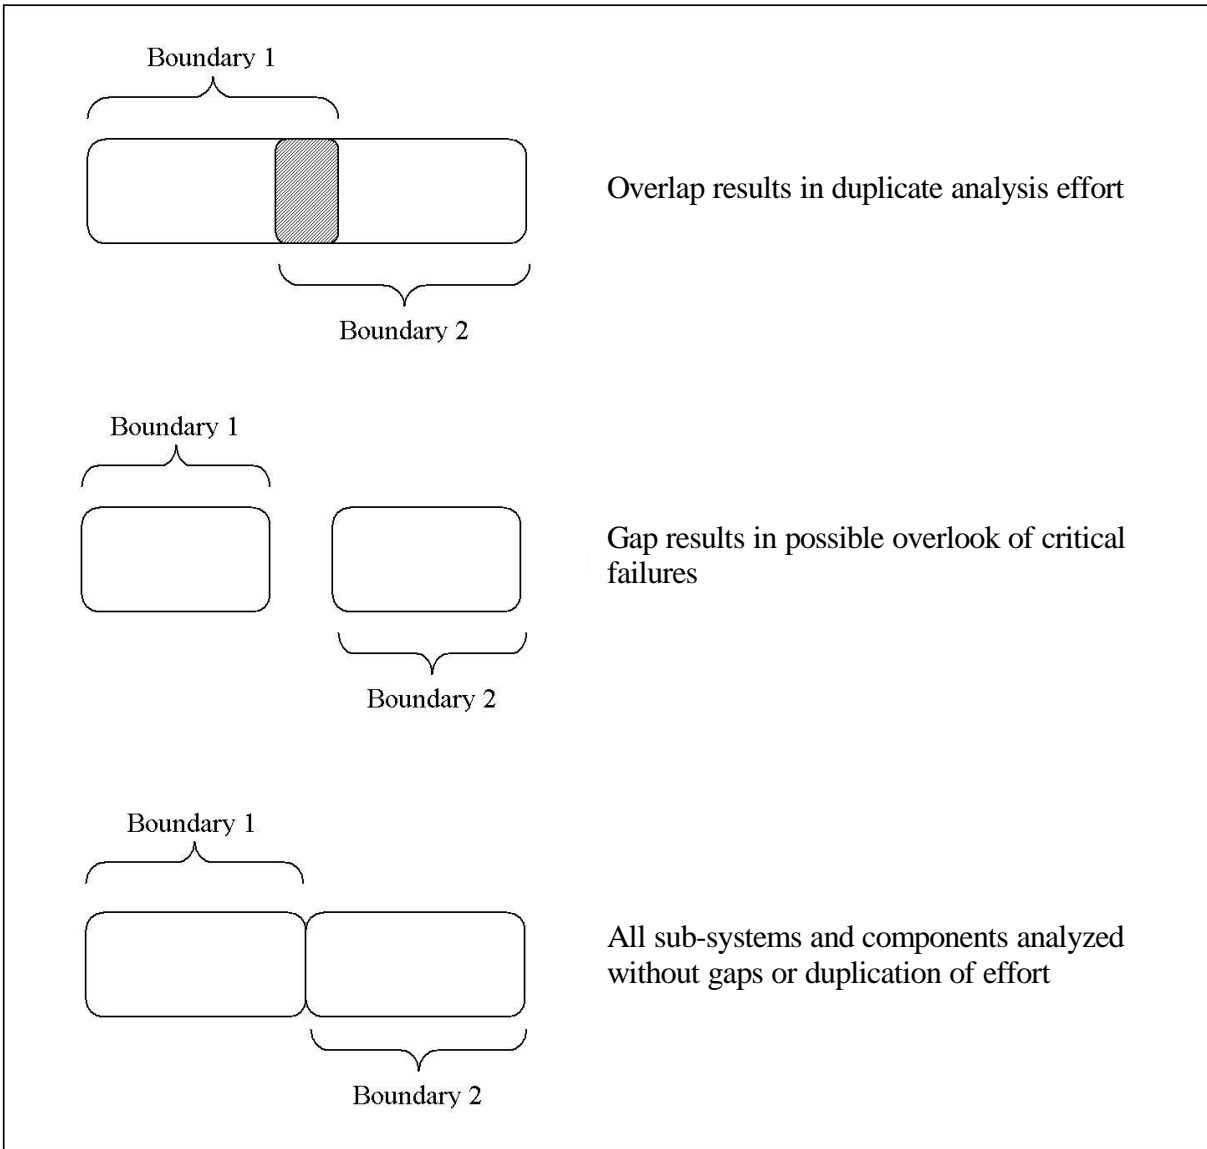 Boundary 1
Overlap results in duplicate analysis effort
Boundary 2
Boundary 1
Gap results in possible overlook of critical
failures
Boundary 2
Boundary 1
All sub-systems and components analyzed
without gaps or duplication of effort
Boundary 2